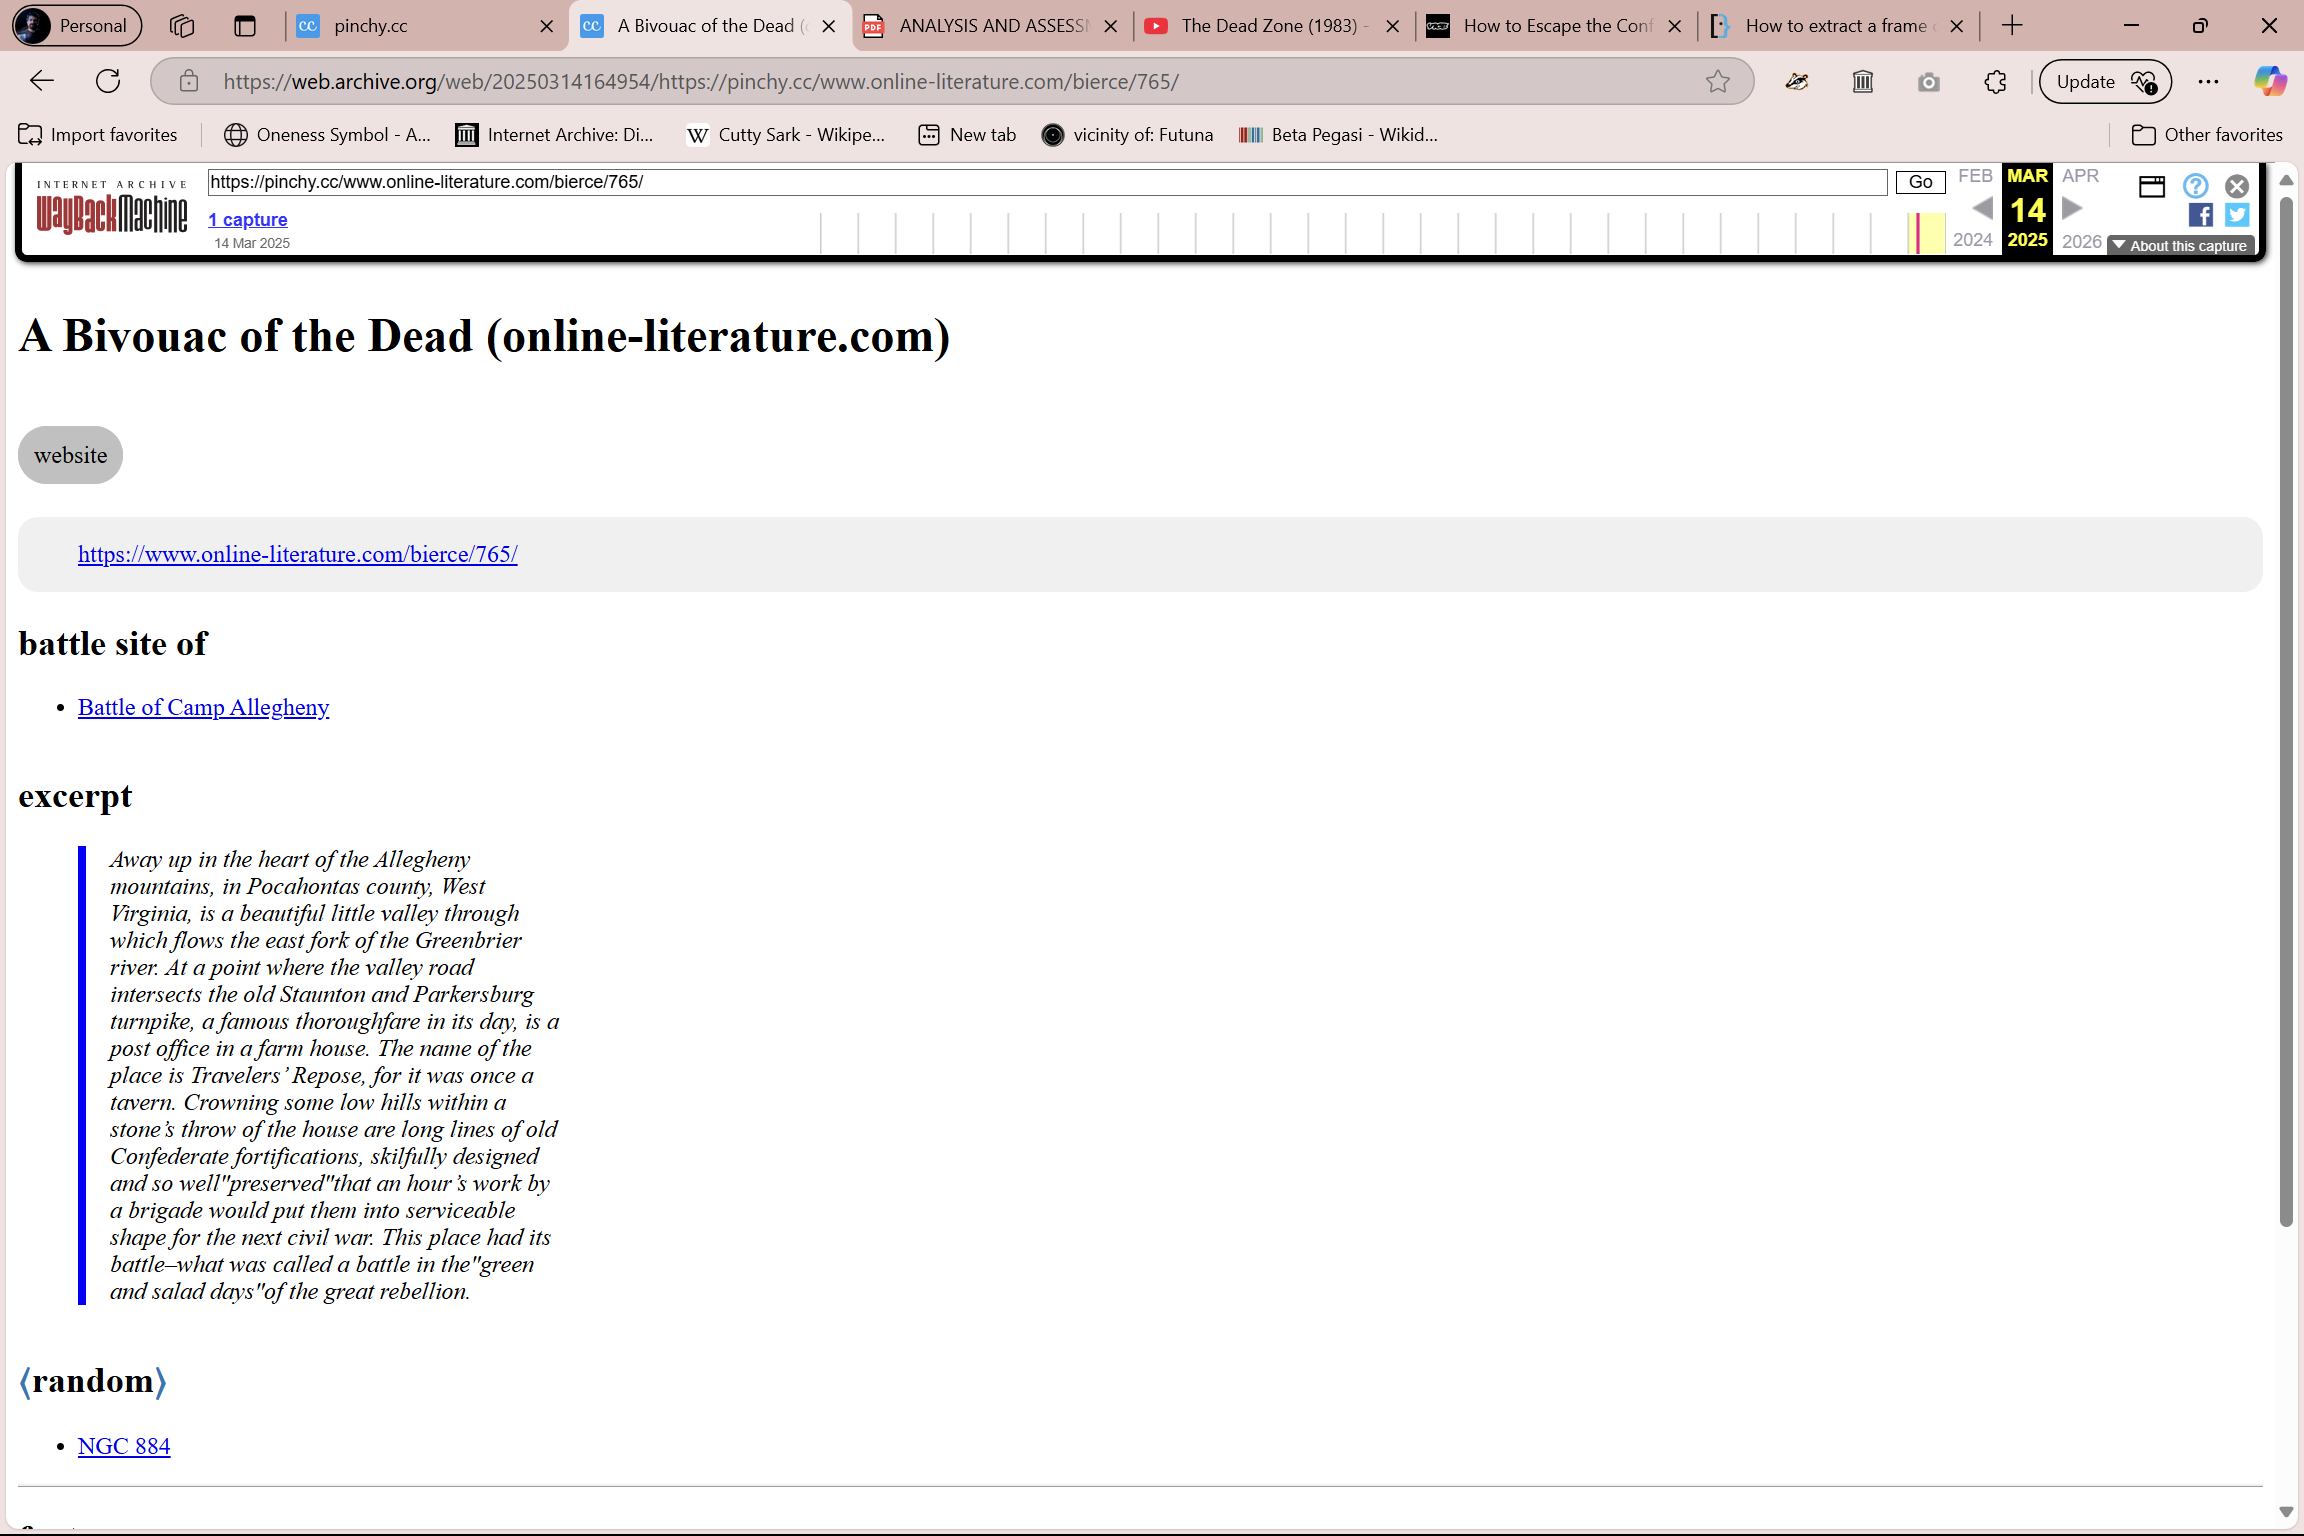 Personal
pinchy.cc
A Bivouac of the Dead (
ANALYSIS AND ASSESS
The Dead Zone (1983) -
How to Escape the Conf
How to extract a frame
https://web.archive.org/web/20250314164954/https://pinchy.cc/www.online-literature.com/bierce/765/
Update
Import favorites
Oneness Symbol - A...
Internet Archive: Di...
Cutty Sark - Wikipe...
New tab
vicinity of: Futuna
Beta Pegasi - Wikid...
Other favorites
INTERNET ARCHIVE
WayBackMachine
https://pinchy.cc/www.online-literature.com/bierce/765/
Go
FEB MAR APR
1 capture
14
14 Mar 2025
2024 2025 2026
About this capture
A Bivouac of the Dead (online-literature.com)
website
https://www.online-literature.com/bierce/765/
battle site of
• Battle of Camp Allegheny
excerpt
Away up in the heart of the Allegheny
mountains, in Pocahontas county, West
Virginia, is a beautiful little valley through
which flows the east fork of the Greenbrier
river. At a point where the valley road
intersects the old Staunton and Parkersburg
turnpike, a famous thoroughfare in its day, is a
post office in a farm house. The name of the
place is Travelers’ Repose, for it was once a
tavern. Crowning some low hills within a
stone’s throw of the house are long lines of old
Confederate fortifications, skilfully designed
and so well"preserved"that an hour’s work by
a brigade would put them into serviceable
shape for the next civil war. This place had its
battle–what was called a battle in the"green
and salad days"of the great rebellion.
⟨random⟩
• NGC 884